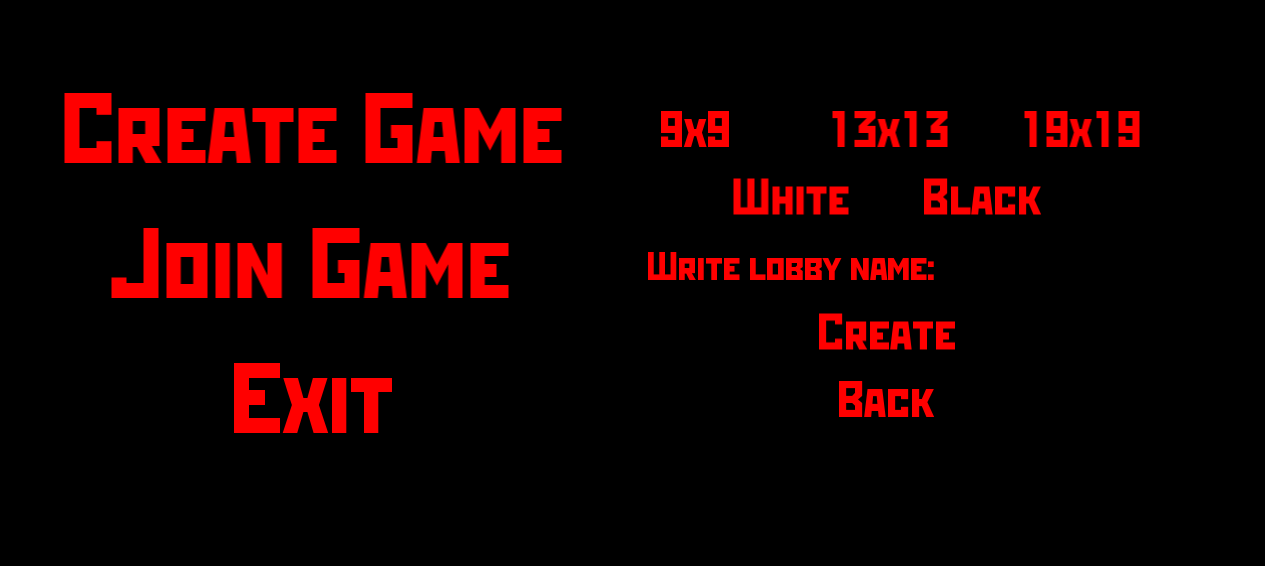 Create Game
Join Game
Exit
9x9 13x13 19x19
White Black
Write lobby name:
Create
Back